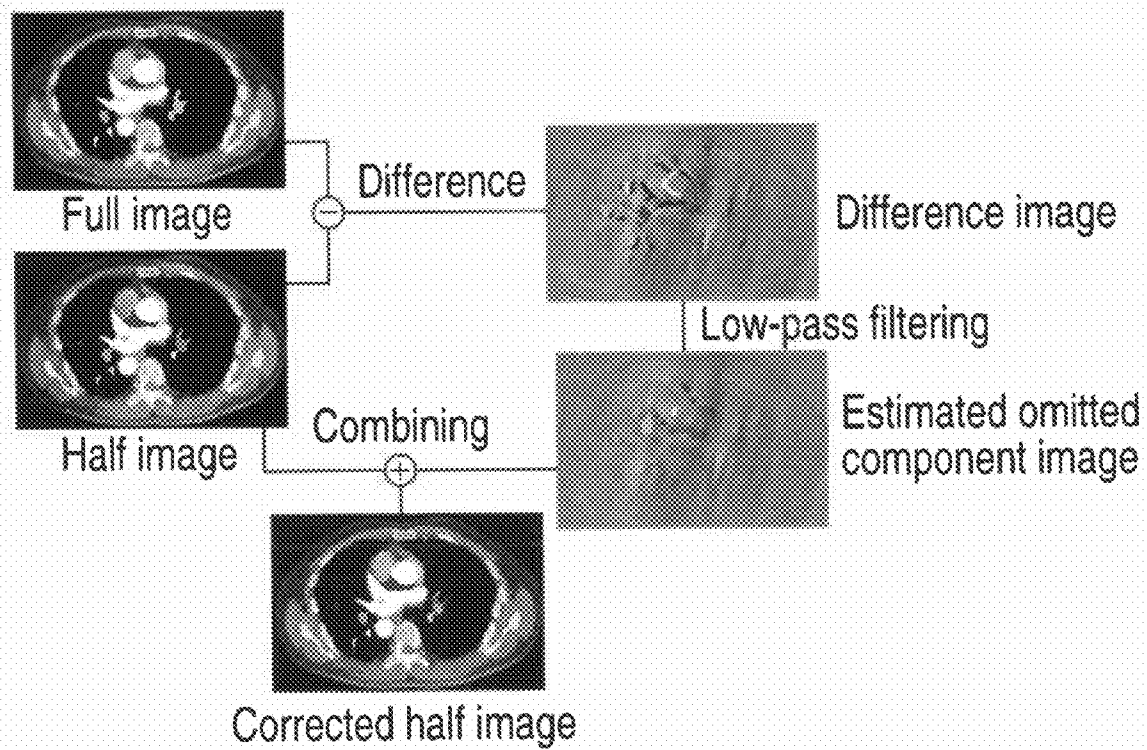 Full image
Difference
Difference image
Half image
Low-pass filtering
Combining
Estimated omitted
component image
Corrected half image